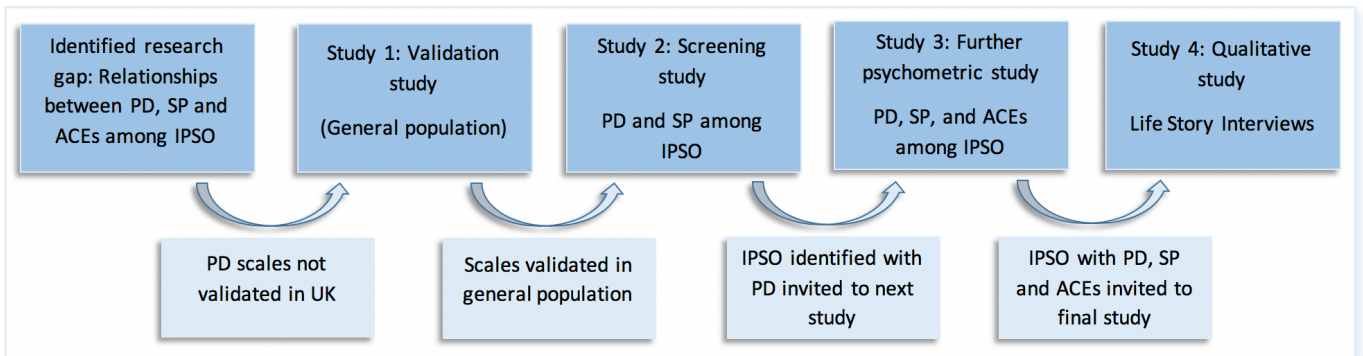 Identified research
gap: Relationships
between PD, SP and
ACEs among IPSO
Study 1: Validation
study
(General population)
Study 2: Screening
study
PD and SP among
IPSO
Study 3: Further
psychometric study
PD, SP, and ACEs
among IPSO
Study 4: Qualitative
study
Life Story Interviews
PD scales not
validated in UK
Scales validated in
general population
IPSO identified with
PD invited to next
study
IPSO with PD, SP
and ACEs invited to
final study